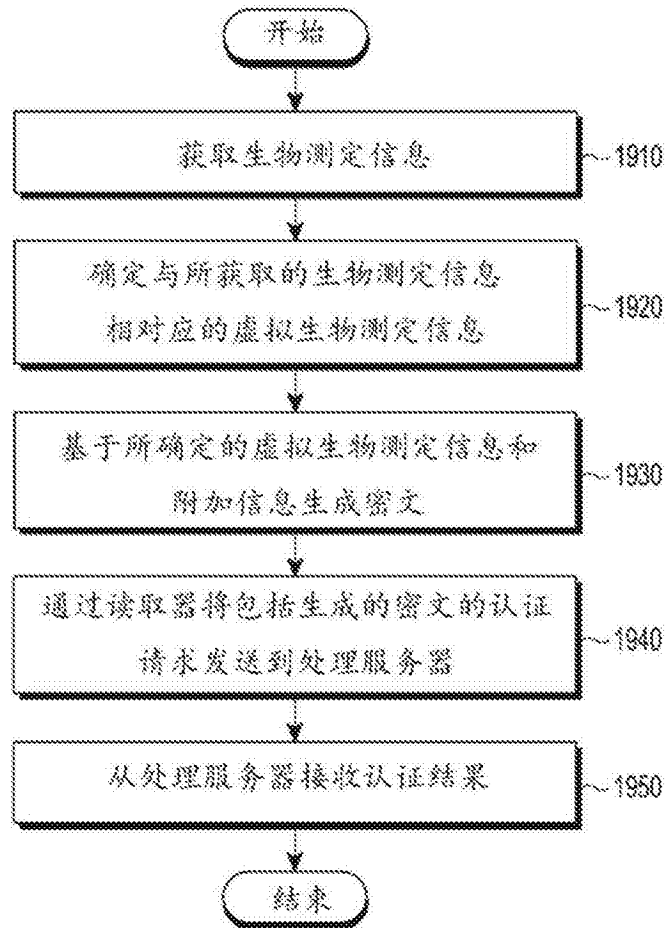 开始
获取生物测定信息
1910
确定与所获取的生物测定信息
相对应的虚拟生物测定信息
1920
基于所确定的虚拟生物测定信息和
附加信息生成密文
1930
通过读取器将包括生成的密文的认证
请求发送到处理服务器
1940
从处理服务器接收认证结果
1950
结束